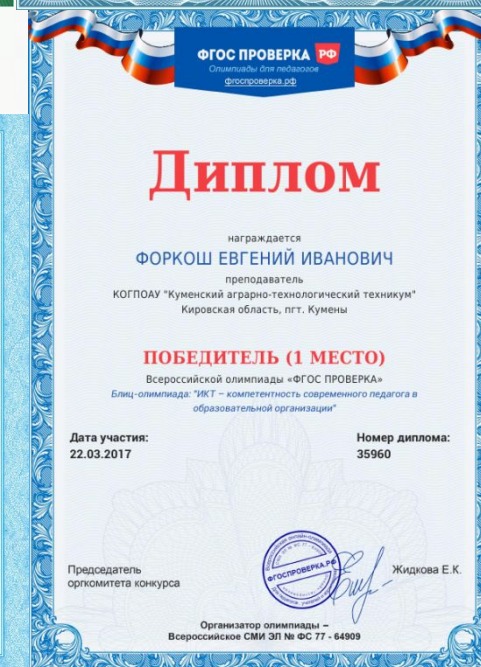 ФГОС ПРОВЕРКА РФ
Олимпиады для педагогов
фгоспроверка.рф
Диплом
награждается
ФОРКОШ ЕВГЕНИЙ ИВАНОВИЧ
преподаватель
КОГПОАУ "Куменский аграрно-технологический техникум"
Кировская область, пгт. Кумены
ПОБЕДИТЕЛЬ (1 МЕСТО)
Всероссийской олимпиады «ФГОС ПРОВЕРКА»
Блиц-олимпиада: "ИКТ – компетентность современного педагога в
образовательной организации"
Дата участия:
22.03.2017
Номер диплома:
35960
ФГОСПРОВЕРКА.РФ
Председатель
оргкомитета конкурса
Жидкова Е.К.
Организатор олимпиады –
Всероссийское СМИ ЭЛ № ФС 77 - 64909